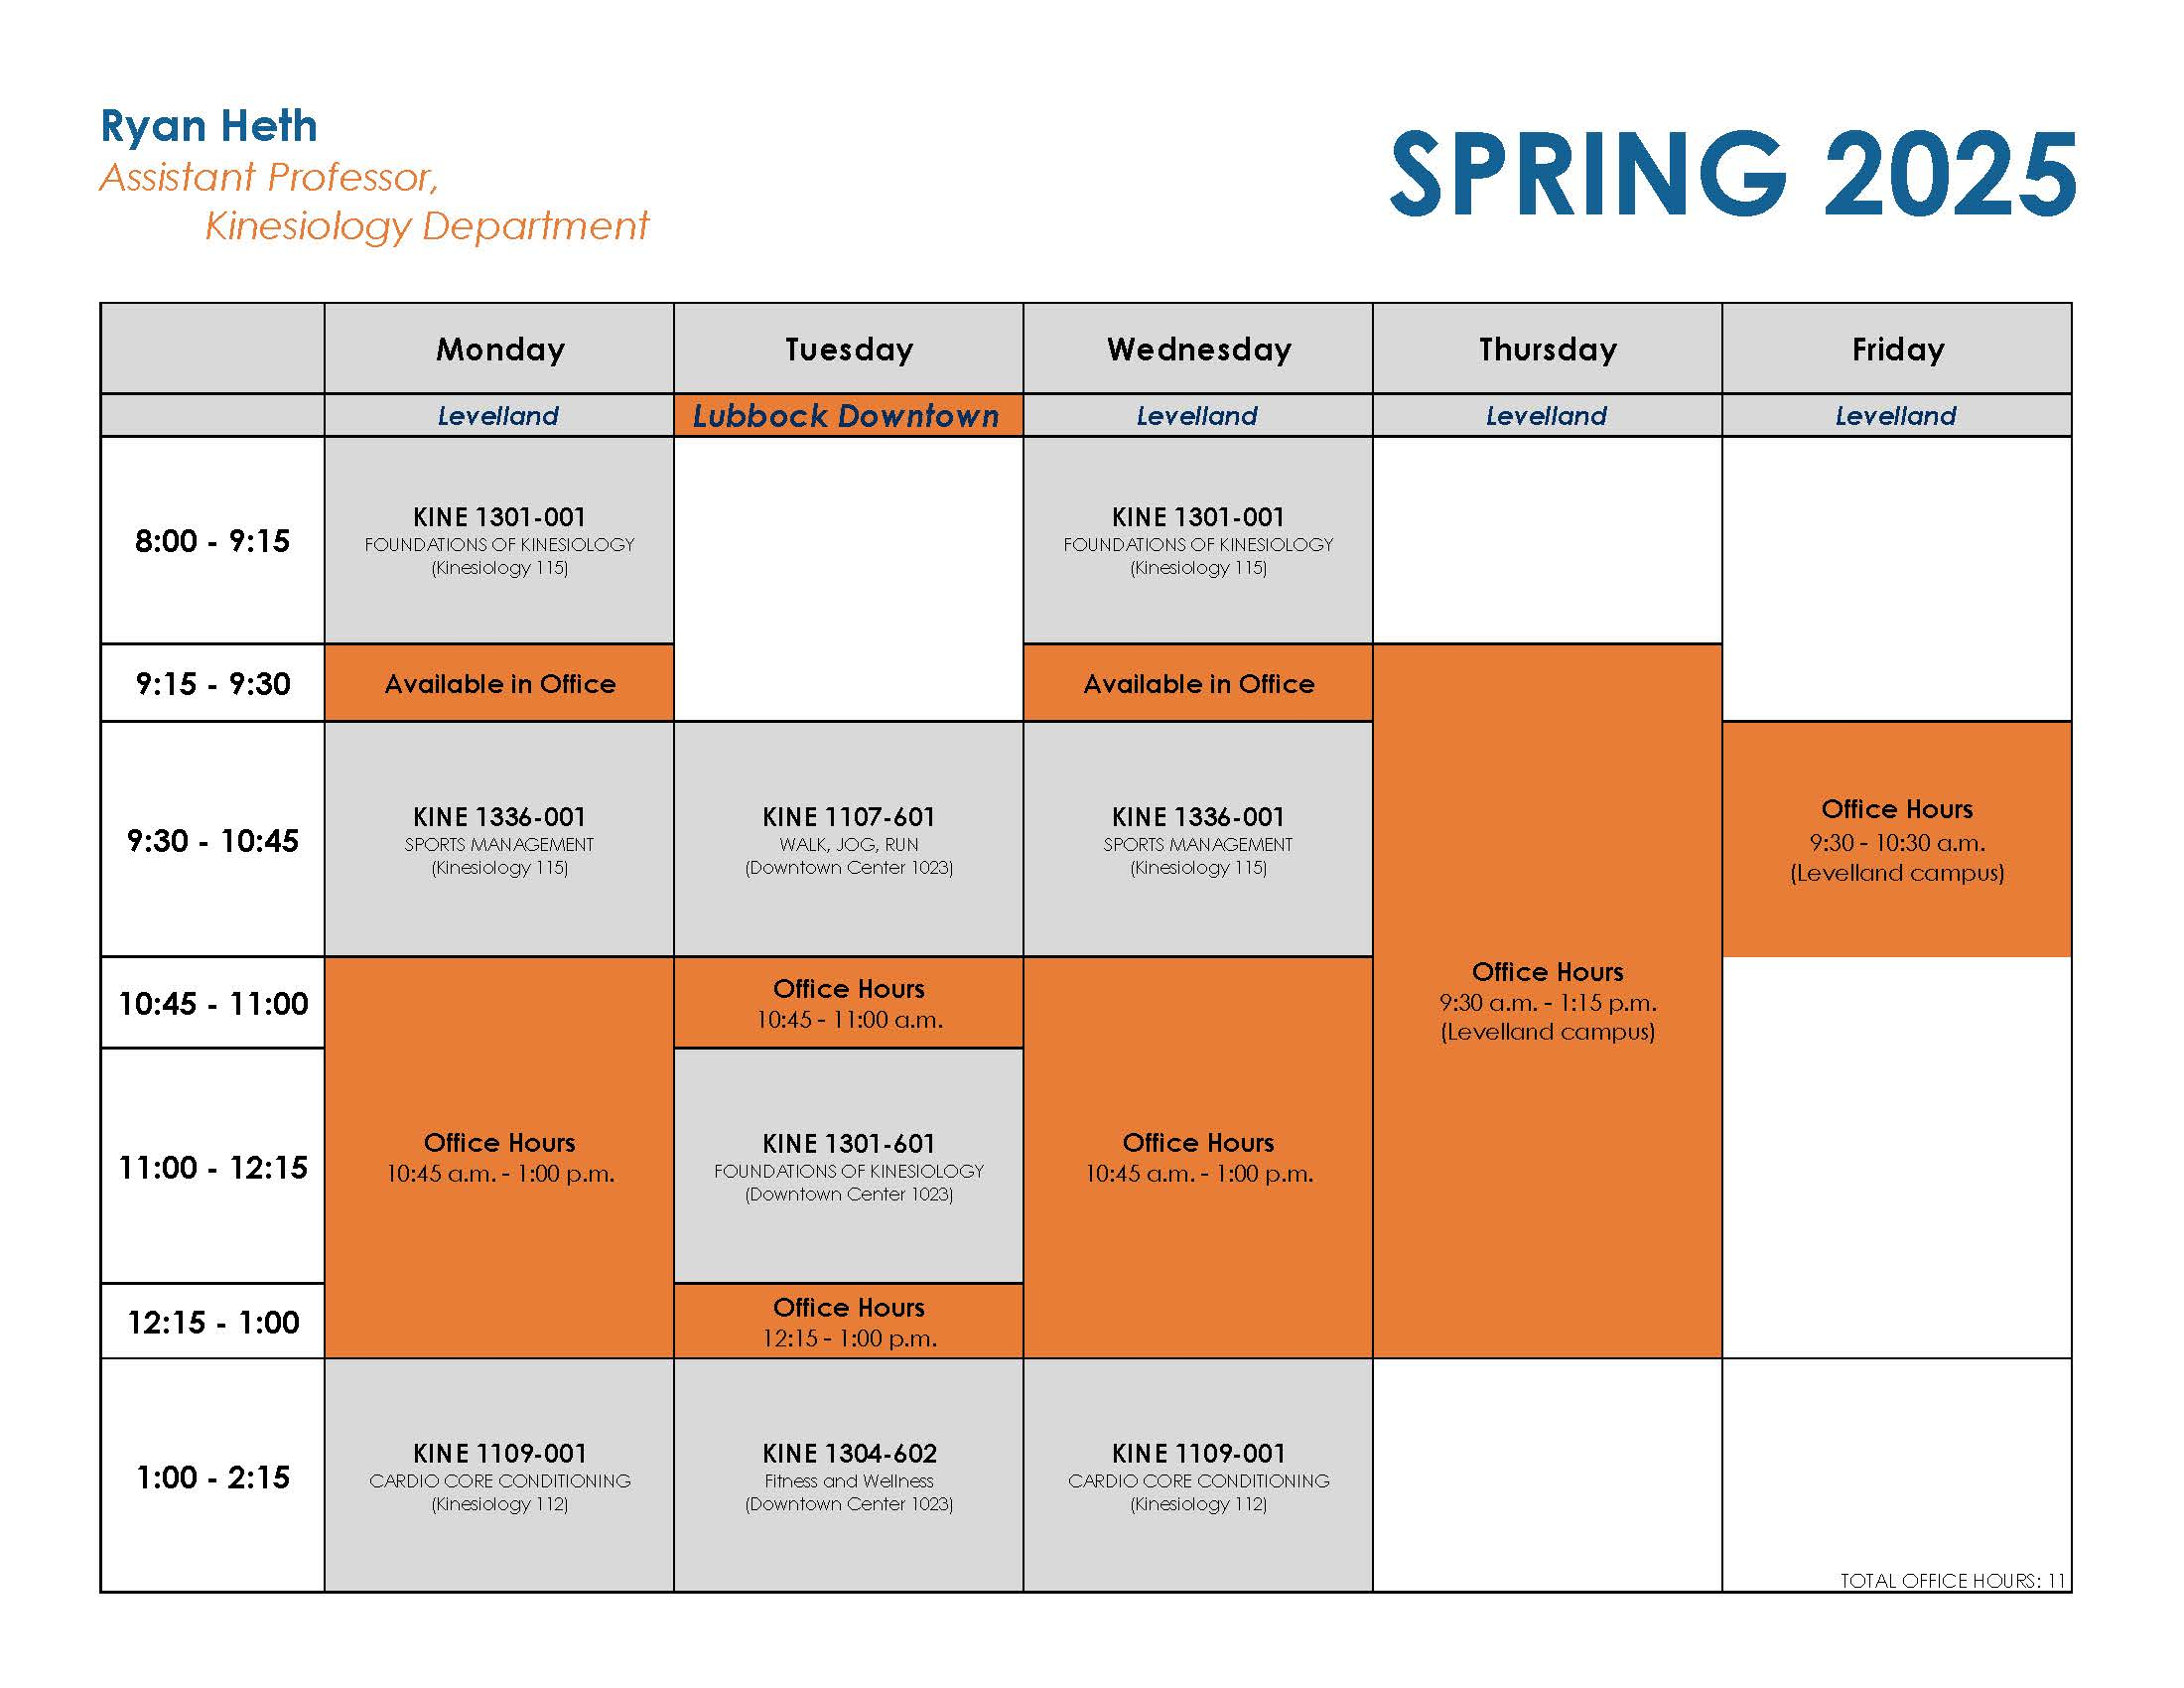 Ryan Heth
Assistant Professor,
Kinesiology Department
SPRING 2025
Monday Tuesday Wednesday Thursday Friday
Levelland Lubbock Downtown Levelland Levelland Levelland
8:00 - 9:15
KINE 1301-001
FOUNDATIONS OF KINESIOLOGY
(Kinesiology 115)
KINE 1301-001
FOUNDATIONS OF KINESIOLOGY
(Kinesiology 115)
9:15 - 9:30
Available in Office
Available in Office
9:30 - 10:45
KINE 1336-001
SPORTS MANAGEMENT
(Kinesiology 115)
KINE 1107-601
WALK, JOG, RUN
(Downtown Center 1023)
KINE 1336-001
SPORTS MANAGEMENT
(Kinesiology 115)
Office Hours
9:30 - 10:30 a.m.
(Levelland campus)
10:45 - 11:00
Office Hours
10:45 - 11:00 a.m.
Office Hours
9:30 a.m. - 1:15 p.m.
(Levelland campus)
11:00 - 12:15
Office Hours
10:45 a.m. - 1:00 p.m.
KINE 1301-601
FOUNDATIONS OF KINESIOLOGY
(Downtown Center 1023)
Office Hours
10:45 a.m. - 1:00 p.m.
12:15 - 1:00
Office Hours
12:15 - 1:00 p.m.
1:00 - 2:15
KINE 1109-001
CARDIO CORE CONDITIONING
(Kinesiology 112)
KINE 1304-602
Fitness and Wellness
(Downtown Center 1023)
KINE 1109-001
CARDIO CORE CONDITIONING
(Kinesiology 112)
TOTAL OFFICE HOURS: 11